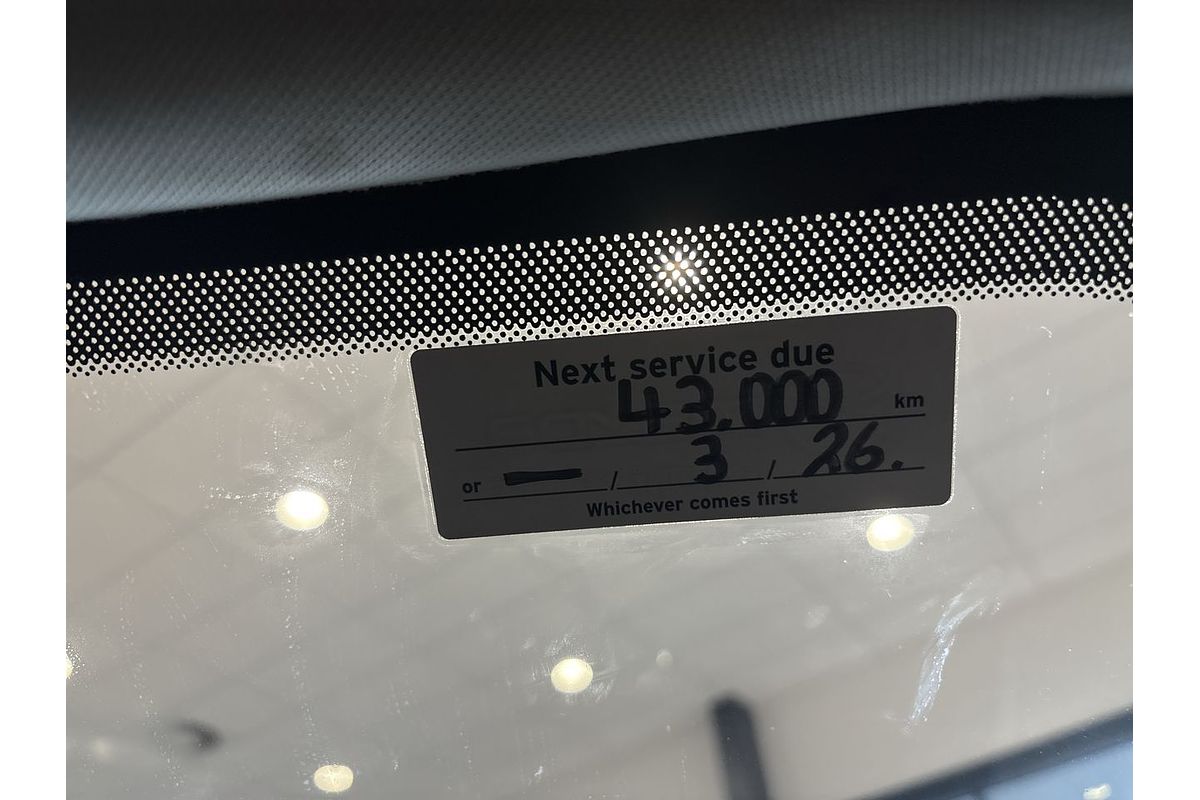 Next service due
43,000 km
or — / 3 / 26.
Whichever comes first